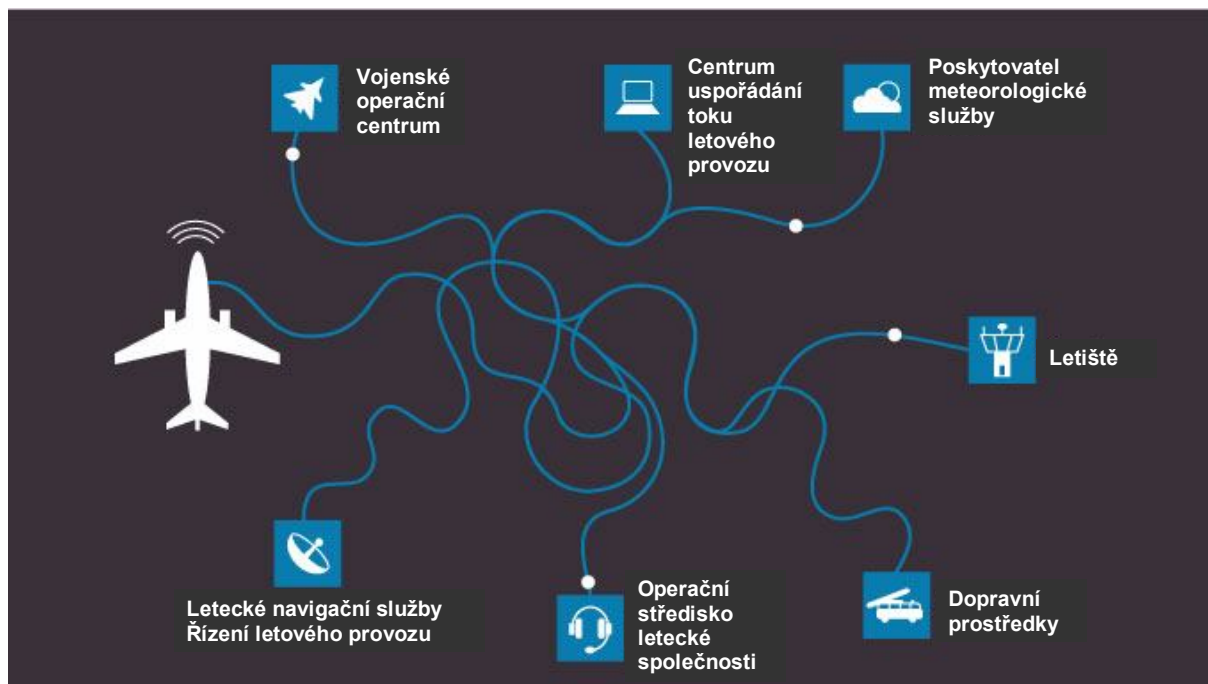 Vojenské
operační
centrum
Centrum
uspořádání
toku
letového
provozu
Poskytovatel
meteorologické
služby
Letiště
Letecké navigační služby
Řízení letového provozu
Operační
středisko
letecké
společnosti
Dopravní
prostředky